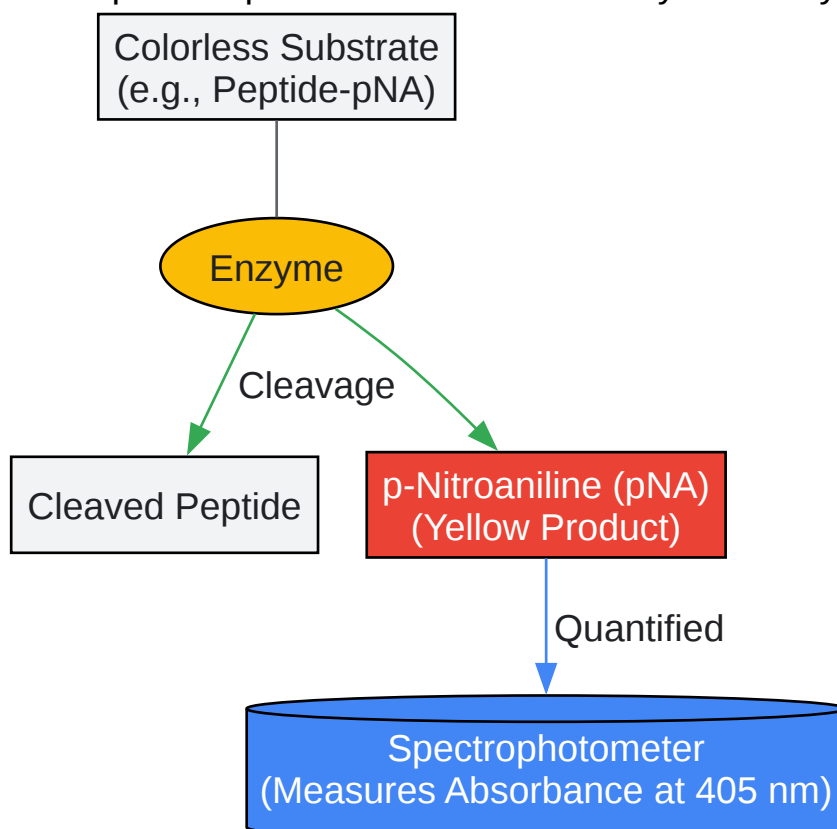 Colorless Substrate
(e.g., Peptide-pNA)
Enzyme
Cleavage
Cleaved Peptide
p-Nitroaniline (pNA)
(Yellow Product)
Quantified
Spectrophotometer
(Measures Absorbance at 405 nm)